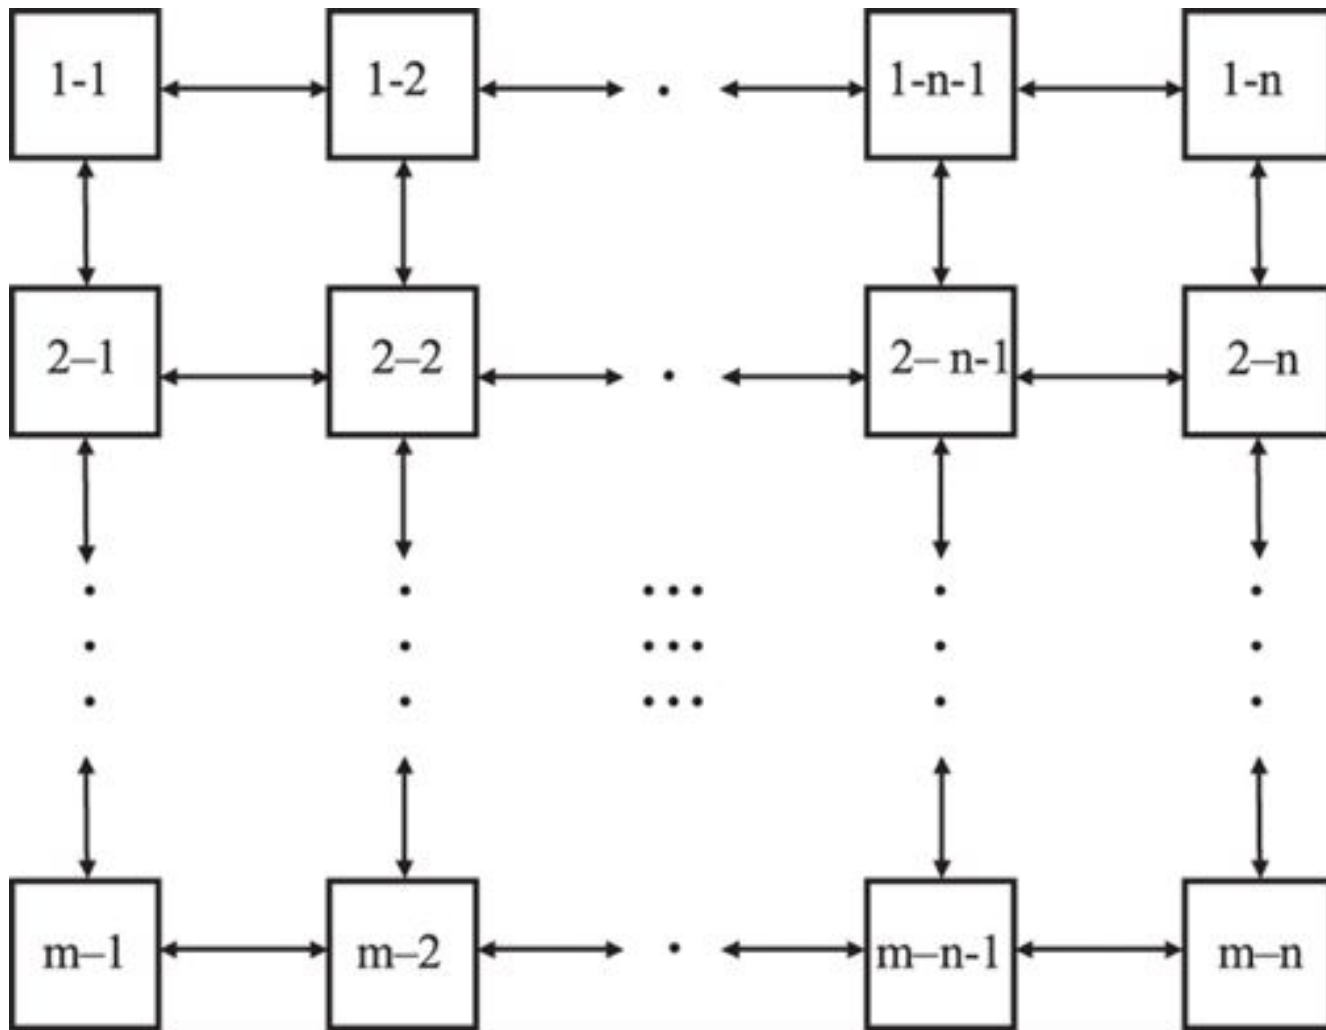 1-1 1-2 . 1-n-1 1-n
2–1 2–2 . 2– n-1 2–n
. . ... . .
. . ... . .
. . ... . .
m–1 m–2 . m–n-1 m–n